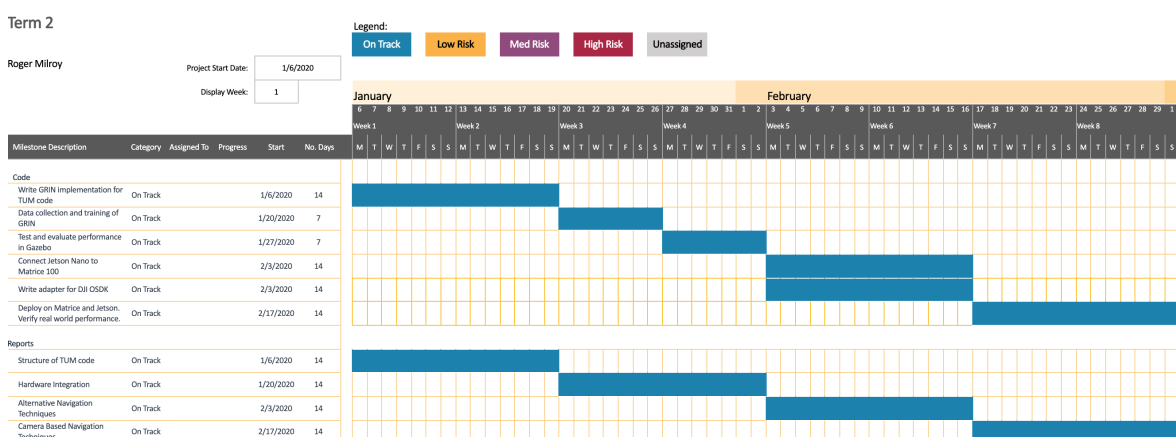 Term 2
Legend:
On Track Low Risk Med Risk High Risk Unassigned
Roger Milroy
Project Start Date: 1/6/2020
Display Week: 1
January February
6 7 8 9 10 11 12 13 14 15 16 17 18 19 20 21 22 23 24 25 26 27 28 29 30 31 1 2 3 4 5 6 7 8 9 10 11 12 13 14 15 16 17 18 19 20 21 22 23 24 25 26 27 28 29 1
Week 1 Week 2 Week 3 Week 4 Week 5 Week 6 Week 7 Week 8
Milestone Description Category Assigned To Progress Start No. Days M T W T F S S M T W T F S S M T W T F S S M T W T F S S M T W T F S S M T W T F S S M T W T F S S M T W T F S S
Code
Write GRIN implementation for
TUM code On Track 1/6/2020 14
Data collection and training of
GRIN On Track 1/20/2020 7
Test and evaluate performance
in Gazebo On Track 1/27/2020 7
Connect Jetson Nano to
Matrice 100 On Track 2/3/2020 14
Write adapter for DJI OSDK On Track 2/3/2020 14
Deploy on Matrice and Jetson.
Verify real world performance. On Track 2/17/2020 14
Reports
Structure of TUM code On Track 1/6/2020 14
Hardware Integration On Track 1/20/2020 14
Alternative Navigation
Techniques On Track 2/3/2020 14
Camera Based Navigation
Techniques On Track 2/17/2020 14